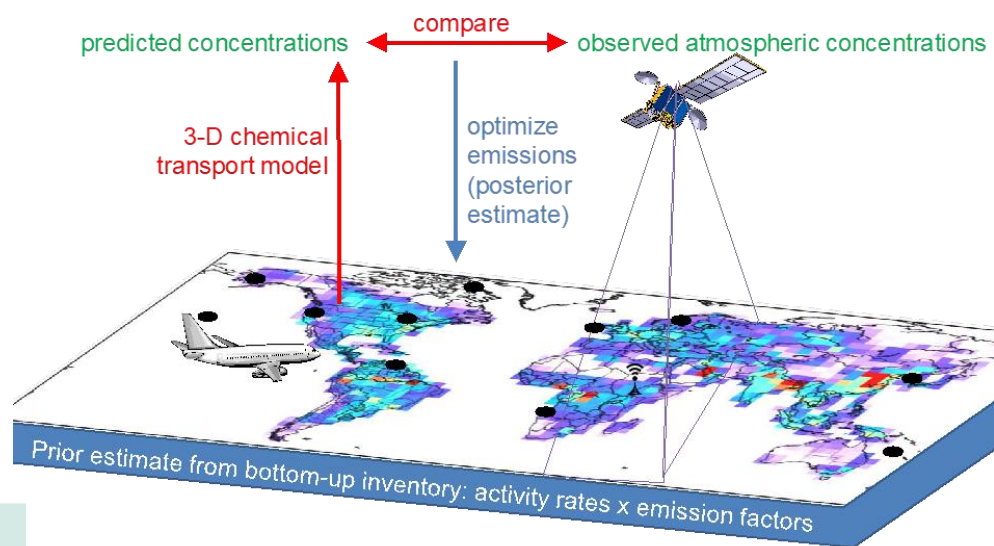 compare
predicted concentrations
observed atmospheric concentrations
3-D chemical
transport model
optimize
emissions
(posterior
estimate)
Prior estimate from bottom-up inventory: activity rates x emission factors